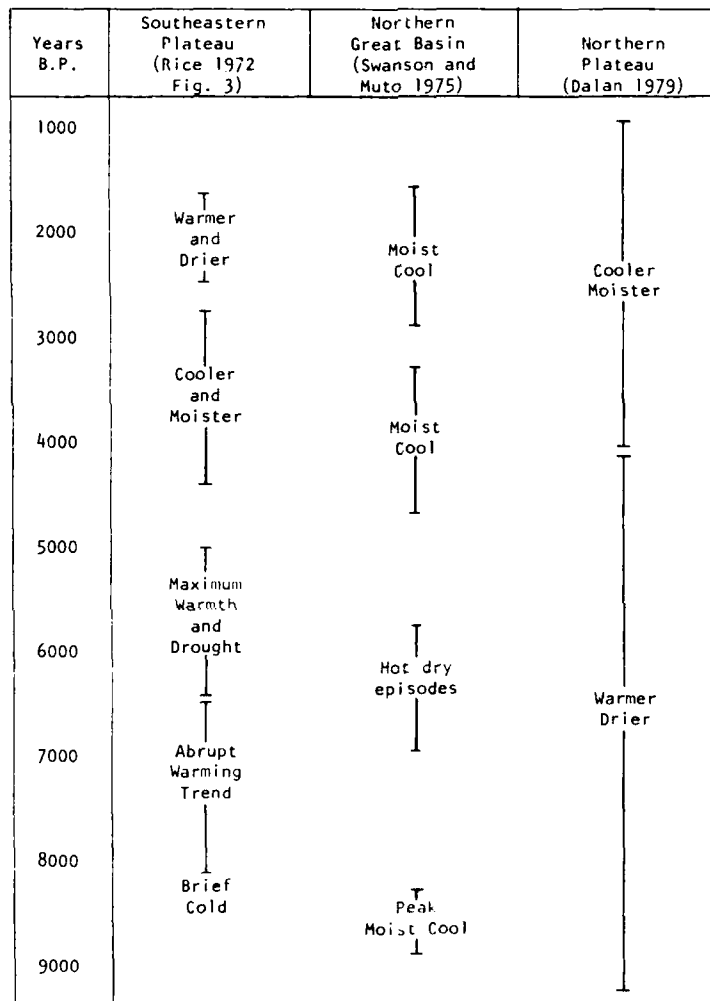 Years
B.P.
Southeastern
Plateau
(Rice 1972
Fig. 3)
Northern
Great Basin
(Swanson and
Muto 1975)
Northern
Plateau
(Dalan 1979)
1000
2000
3000
4000
5000
6000
7000
8000
9000
Warmer
and
Drier
Cooler
and
Moister
Maximum
Warmth
and
Drought
Abrupt
Warming
Trend
Brief
Cold
Moist
Cool
Moist
Cool
Hot dry
episodes
Peak
Moist Cool
Cooler
Moister
Warmer
Drier